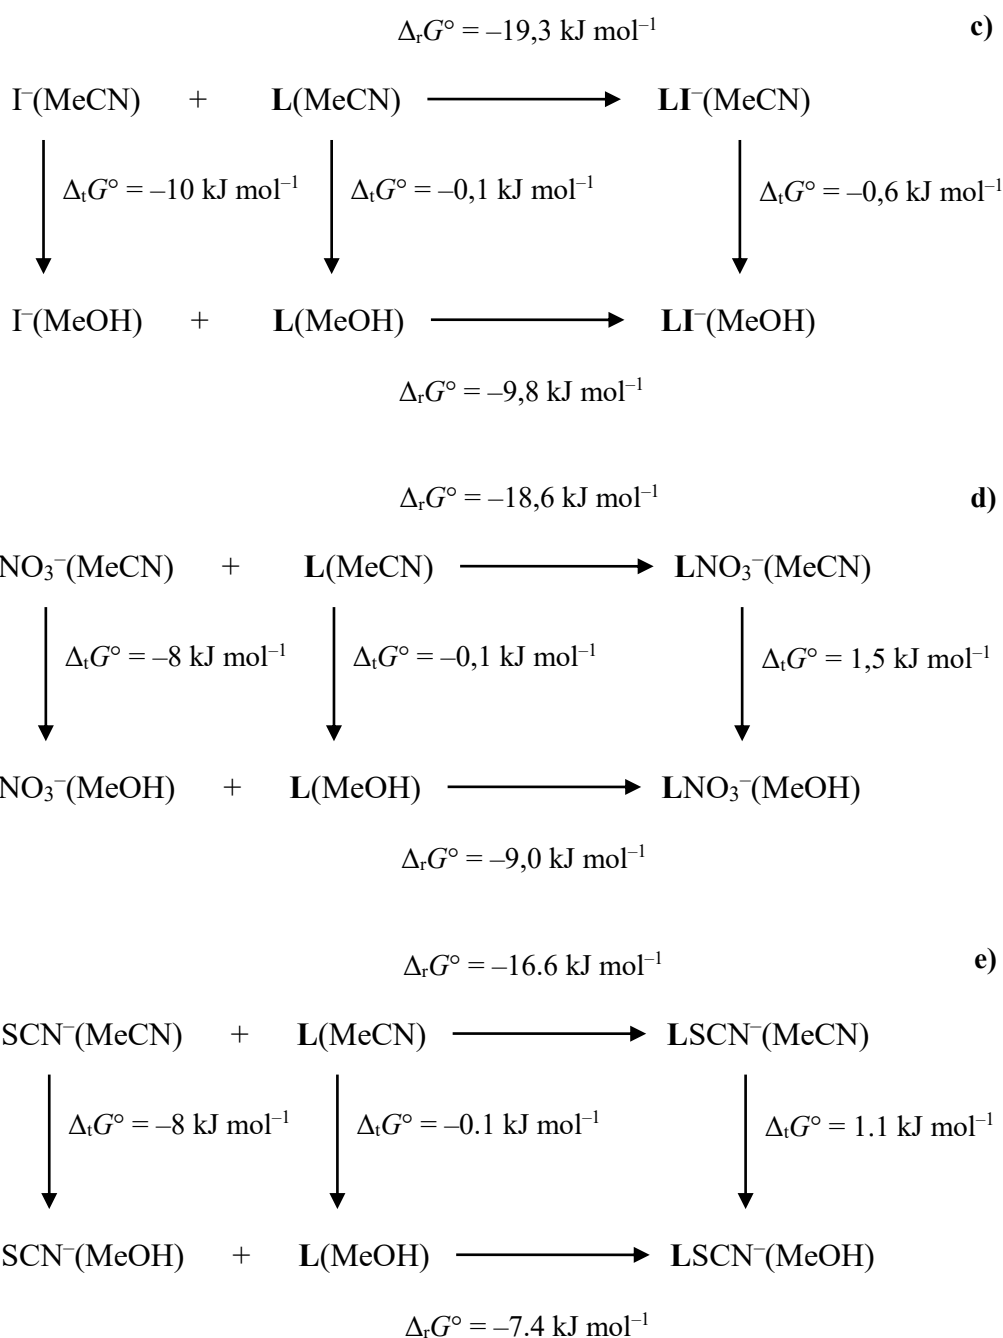 ΔrG° = –19,3 kJ mol⁻¹ c)
I⁻(MeCN) + L(MeCN) LI⁻(MeCN)
ΔtG° = –10 kJ mol⁻¹ ΔtG° = –0,1 kJ mol⁻¹ ΔtG° = –0,6 kJ mol⁻¹
I⁻(MeOH) + L(MeOH) LI⁻(MeOH)
ΔrG° = –9,8 kJ mol⁻¹
ΔrG° = –18,6 kJ mol⁻¹ d)
NO₃⁻(MeCN) + L(MeCN) LNO₃⁻(MeCN)
ΔtG° = –8 kJ mol⁻¹ ΔtG° = –0,1 kJ mol⁻¹ ΔtG° = 1,5 kJ mol⁻¹
NO₃⁻(MeOH) + L(MeOH) LNO₃⁻(MeOH)
ΔrG° = –9,0 kJ mol⁻¹
ΔrG° = –16.6 kJ mol⁻¹ e)
SCN⁻(MeCN) + L(MeCN) LSCN⁻(MeCN)
ΔtG° = –8 kJ mol⁻¹ ΔtG° = –0.1 kJ mol⁻¹ ΔtG° = 1.1 kJ mol⁻¹
SCN⁻(MeOH) + L(MeOH) LSCN⁻(MeOH)
ΔrG° = –7.4 kJ mol⁻¹